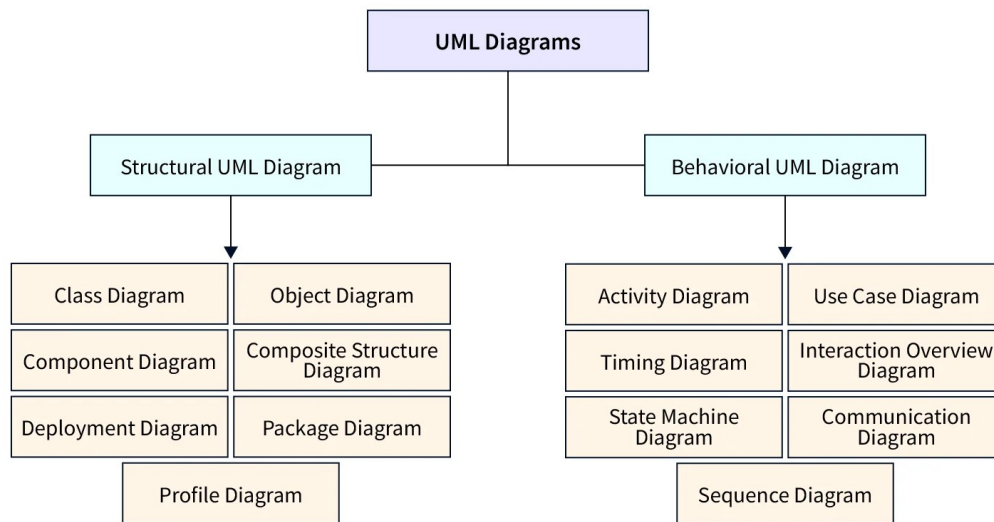 UML Diagrams
Structural UML Diagram
Behavioral UML Diagram
Class Diagram
Object Diagram
Component Diagram
Composite Structure
Diagram
Deployment Diagram
Package Diagram
Profile Diagram
Activity Diagram
Use Case Diagram
Timing Diagram
Interaction Overview
Diagram
State Machine
Diagram
Communication
Diagram
Sequence Diagram